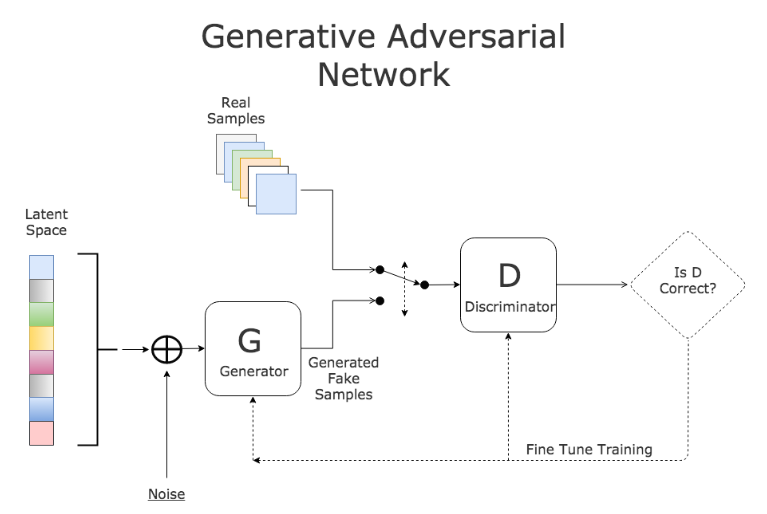 Generative Adversarial
Network
Real
Samples
Latent
Space
D
Discriminator
Is D
Correct?
G
Generator
Generated
Fake
Samples
Fine Tune Training
Noise